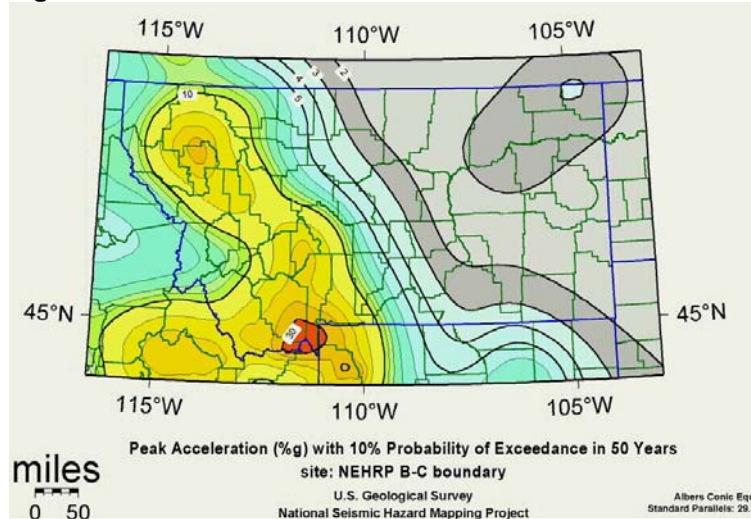 115°W 110°W 105°W
2
3
4
5
10
45°N 45°N
30
115°W 110°W 105°W
Peak Acceleration (%g) with 10% Probability of Exceedance in 50 Years
site: NEHRP B-C boundary
miles
0 50
U.S. Geological Survey
National Seismic Hazard Mapping Project
Albers Conic Equ
Standard Parallels: 29.